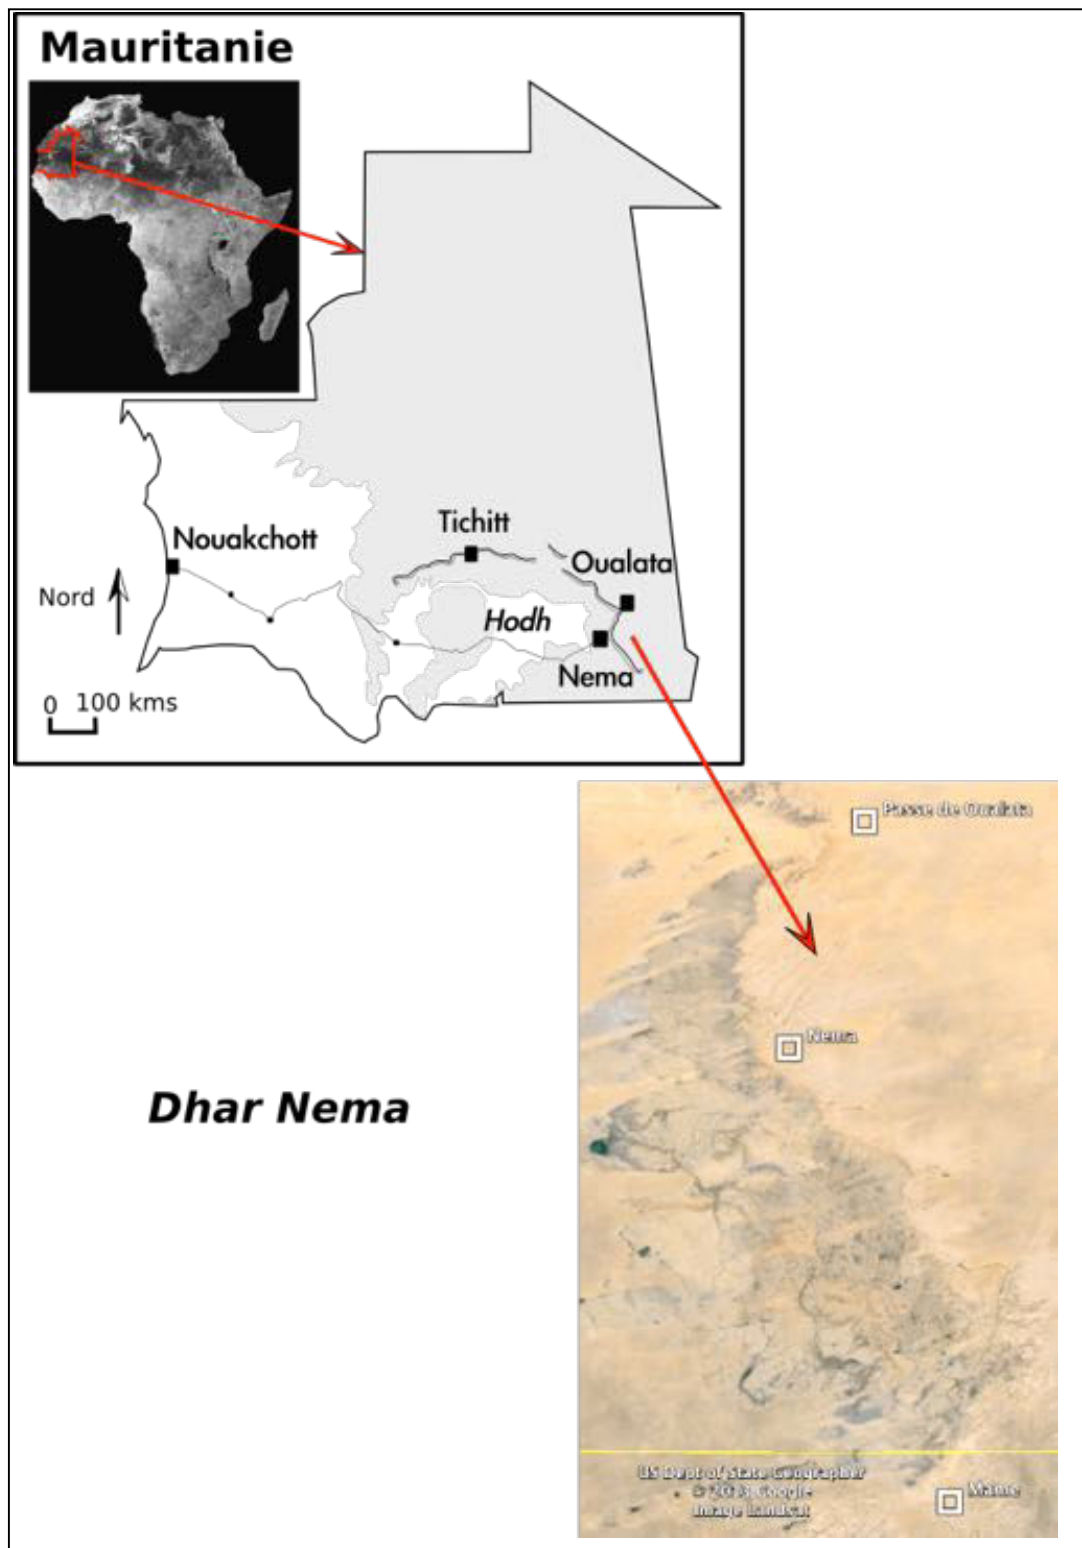 Mauritanie
Tichitt
Nouakchott
Oualata
Nord
Hodh
Nema
0 100 kms
Passe de Oualata
Nema
Dhar Nema
US Dept of State Geographer
© 2013 Google
Image Landsat